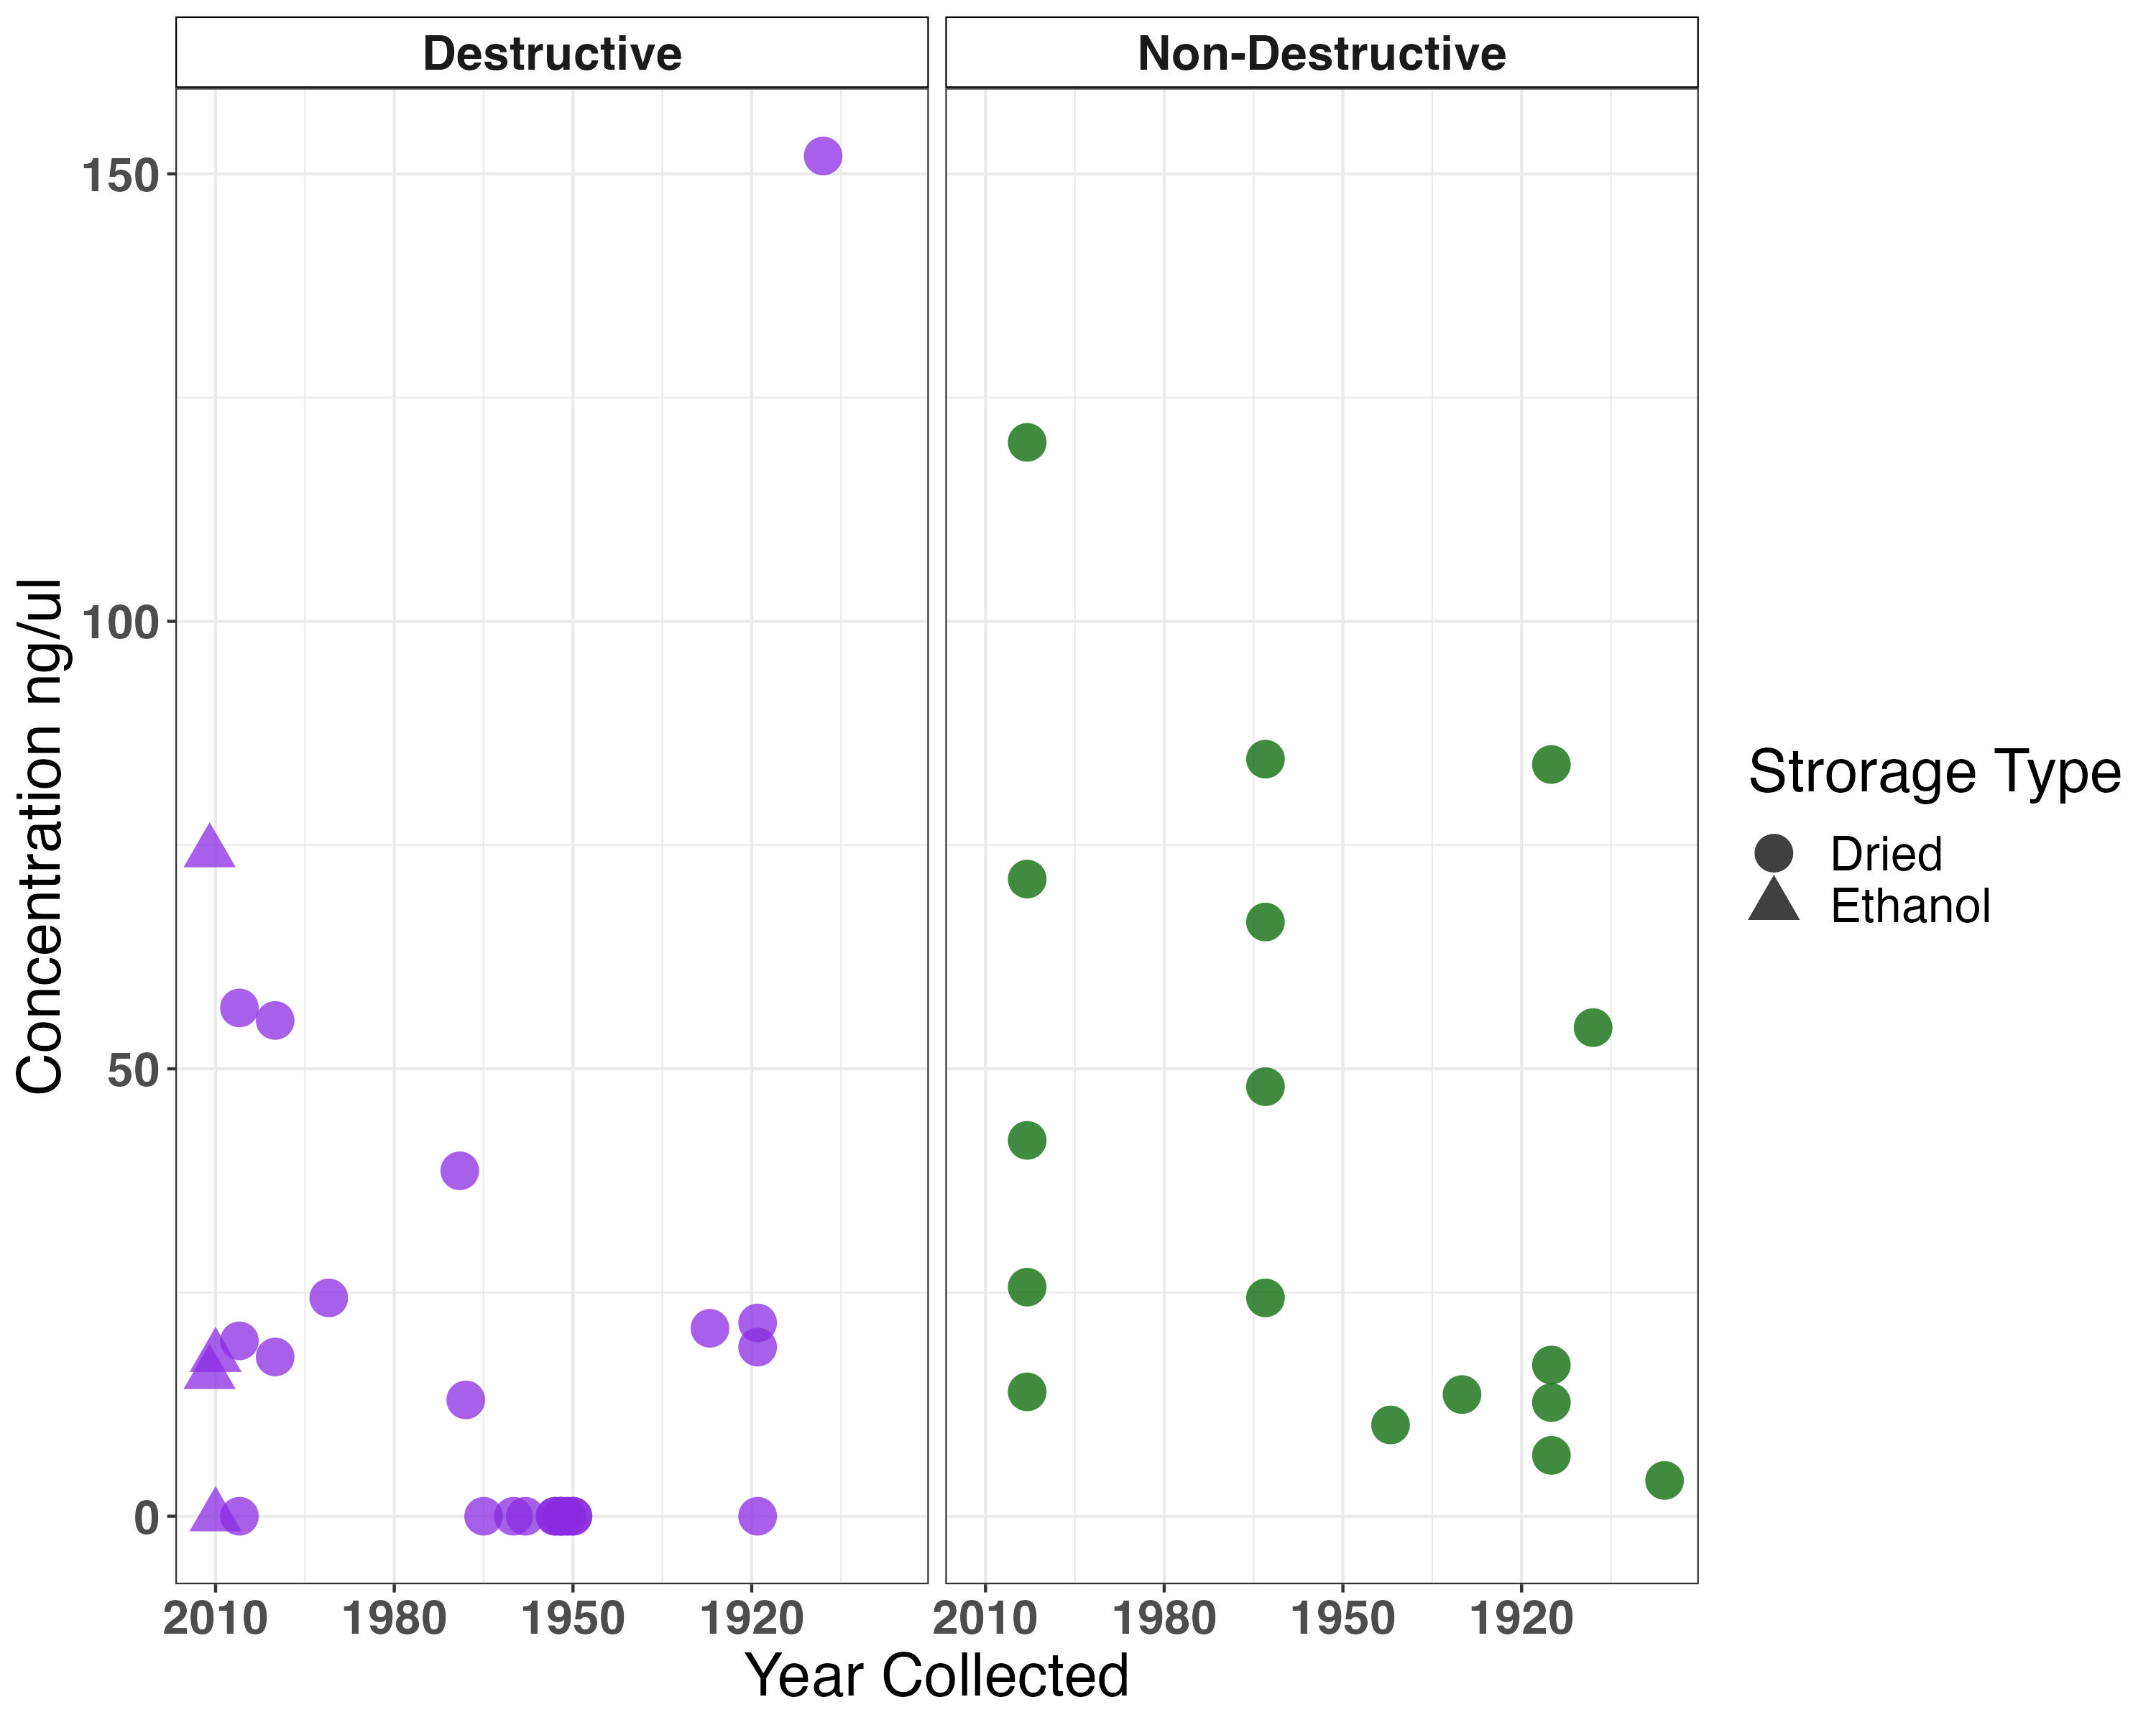 Destructive
Non-Destructive
150
100
50
0
Concentration ng/ul
2010 1980 1950 1920
2010 1980 1950 1920
Year Collected
Strorage Type
Dried
Ethanol